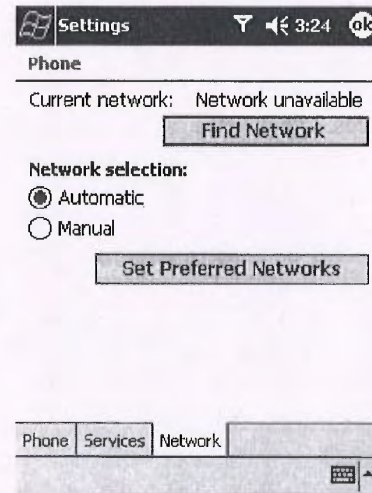 Settings 3:24 ok
Phone
Current network: Network unavailable
Find Network
Network selection:
Automatic
Manual
Set Preferred Networks
Phone Services Network